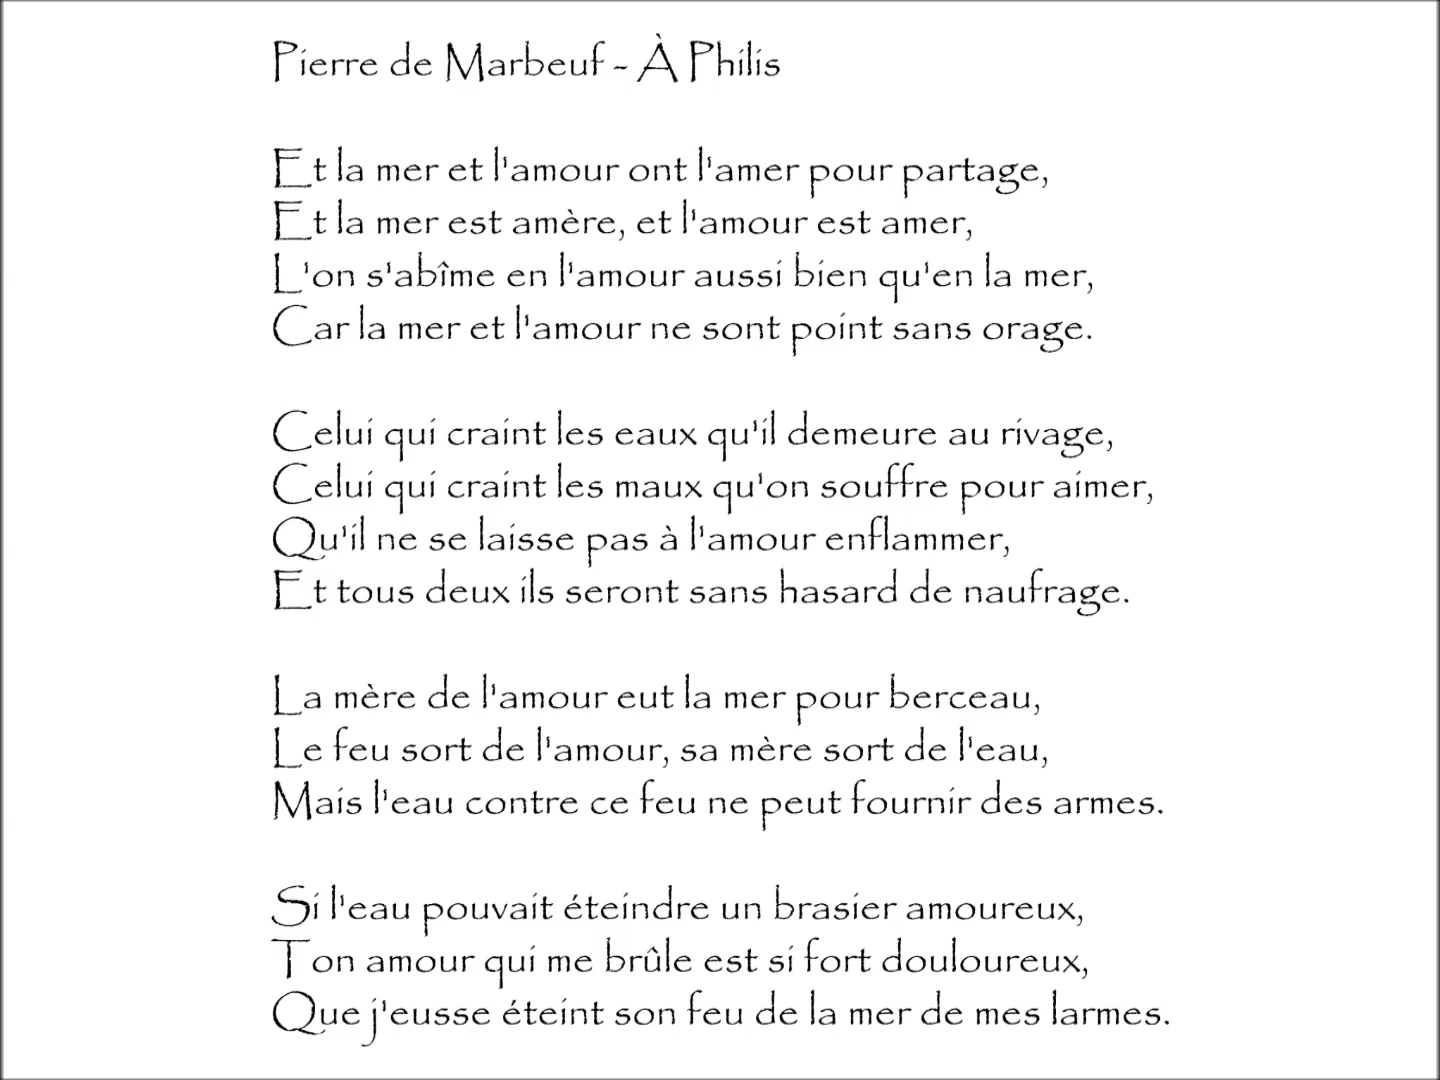 Pierre de Marbeuf - À Philis
Et la mer et l'amour ont l'amer pour partage,
Et la mer est amère, et l'amour est amer,
L'on s'abîme en l'amour aussi bien qu'en la mer,
Car la mer et l'amour ne sont point sans orage.
Celui qui craint les eaux qu'il demeure au rivage,
Celui qui craint les maux qu'on souffre pour aimer,
Qu'il ne se laisse pas à l'amour enflammer,
Et tous deux ils seront sans hasard de naufrage.
La mère de l'amour eut la mer pour berceau,
Le feu sort de l'amour, sa mère sort de l'eau,
Mais l'eau contre ce feu ne peut fournir des armes.
Si l'eau pouvait éteindre un brasier amoureux,
Ton amour qui me brûle est si fort douloureux,
Que j'eusse éteint son feu de la mer de mes larmes.